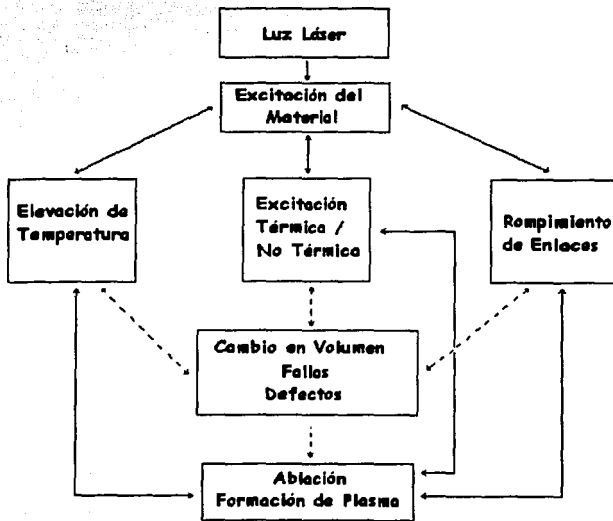 Luz Láser
Excitación del
Material
Elevación de
Temperatura
Excitación
Térmica /
No Térmica
Rompimiento
de Enlaces
Cambio en Volumen
Fallas
Defectos
Ablación
Formación de Plasma